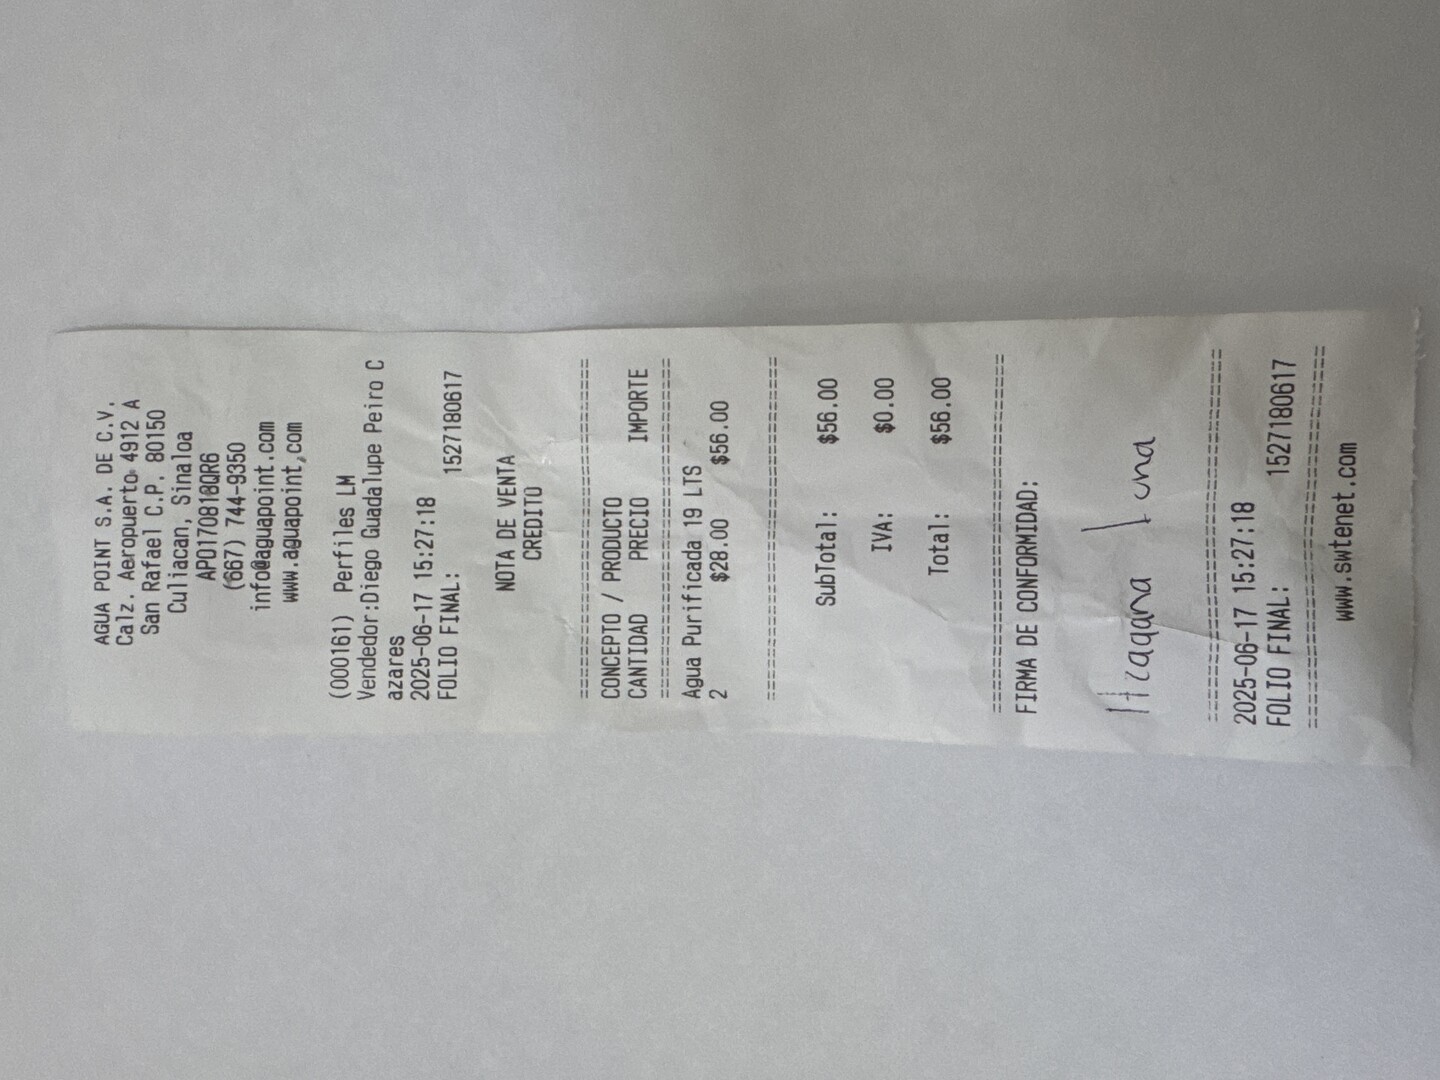 AGUA POINT S.A. DE C.V.
Calz. Aeropuerto 4912 A
San Rafael C.P. 80150
Culiacan, Sinaloa
APO170818QR6
(667) 744-9350
info@aguapoint.com
www.aguapoint,com
(000161) Perfiles LM
Vendedor:Diego Guadalupe Peiro C
azares
2025-06-17 15:27:18
FOLIO FINAL: 1527180617
NOTA DE VENTA
CREDITO
================================
CONCEPTO / PRODUCTO
CANTIDAD PRECIO IMPORTE
================================
Agua Purificada 19 LTS
2 $28.00 $56.00
================================
SubTotal: $56.00
IVA: $0.00
Total: $56.00
================================
FIRMA DE CONFORMIDAD:
================================
2025-06-17 15:27:18
FOLIO FINAL: 1527180617
================================
www.swtenet.com